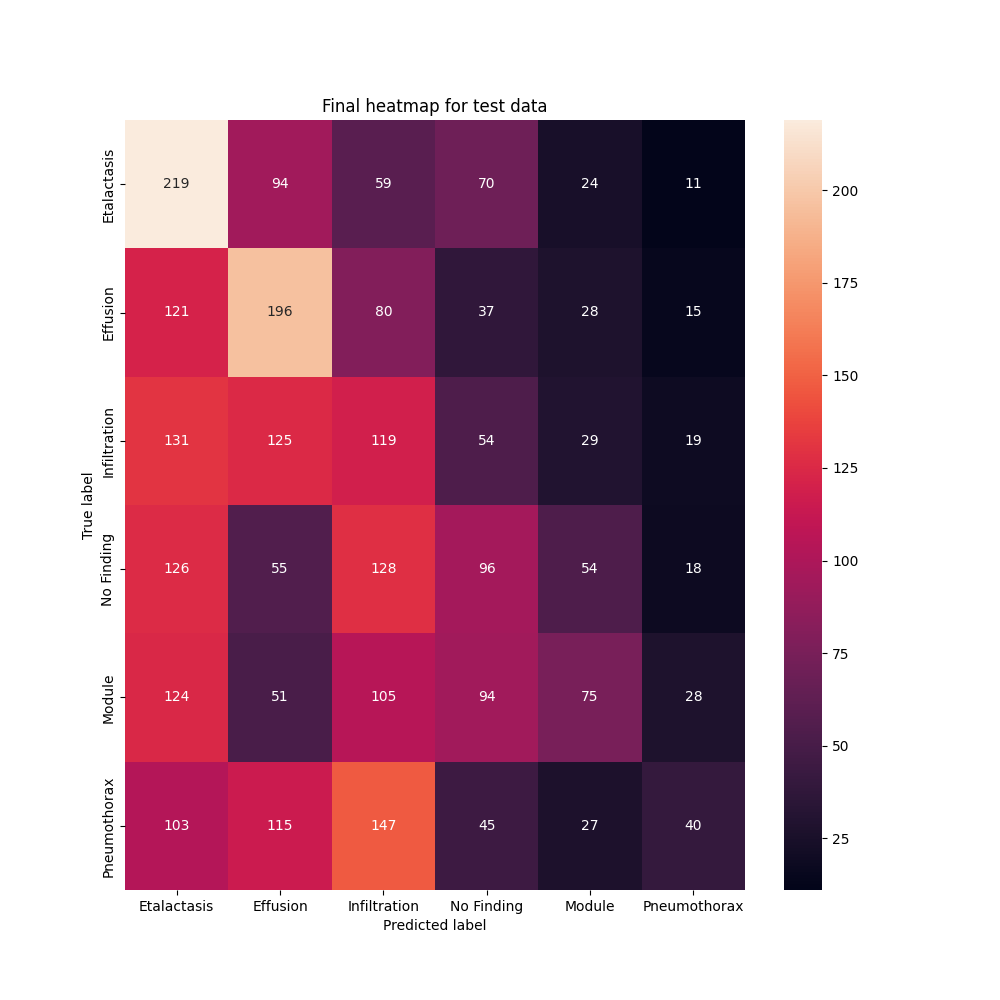 Final heatmap for test data
True label
Etalactasis 219 94 59 70 24 11
Effusion 121 196 80 37 28 15
Infiltration 131 125 119 54 29 19
No Finding 126 55 128 96 54 18
Module 124 51 105 94 75 28
Pneumothorax 103 115 147 45 27 40
Etalactasis Effusion Infiltration No Finding Module Pneumothorax
Predicted label
200
175
150
125
100
75
50
25